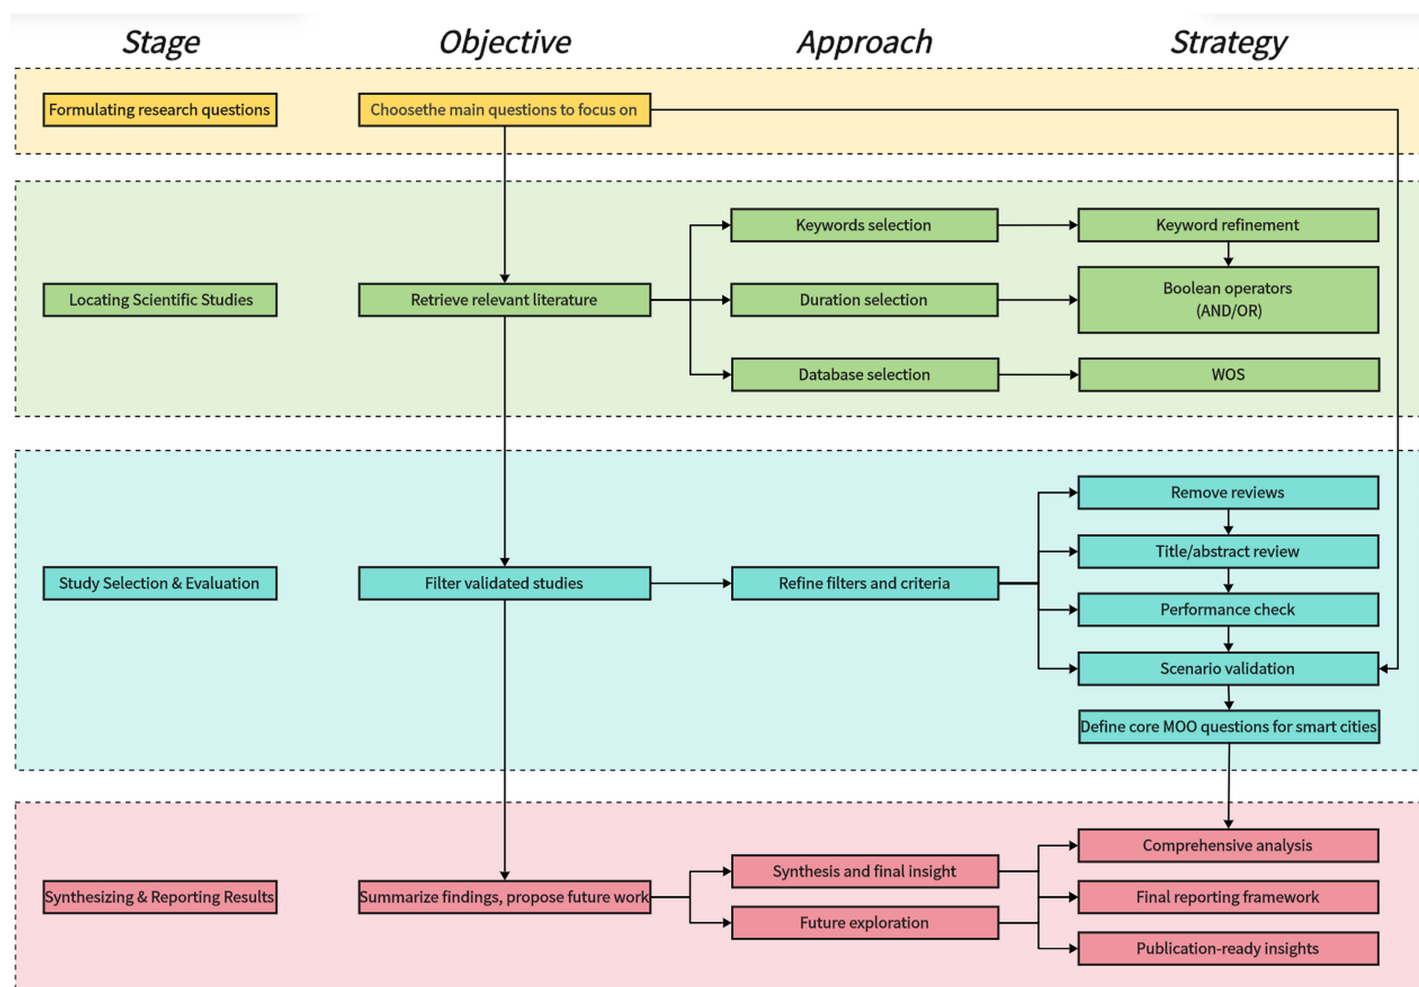 Stage
Objective
Approach
Strategy
Formulating research questions
Choosethe main questions to focus on
Keywords selection
Keyword refinement
Locating Scientific Studies
Retrieve relevant literature
Duration selection
Boolean operators
(AND/OR)
Database selection
WOS
Remove reviews
Title/abstract review
Study Selection & Evaluation
Filter validated studies
Refine filters and criteria
Performance check
Scenario validation
Define core MOO questions for smart cities
Comprehensive analysis
Synthesis and final insight
Synthesizing & Reporting Results
Summarize findings, propose future work
Final reporting framework
Future exploration
Publication-ready insights